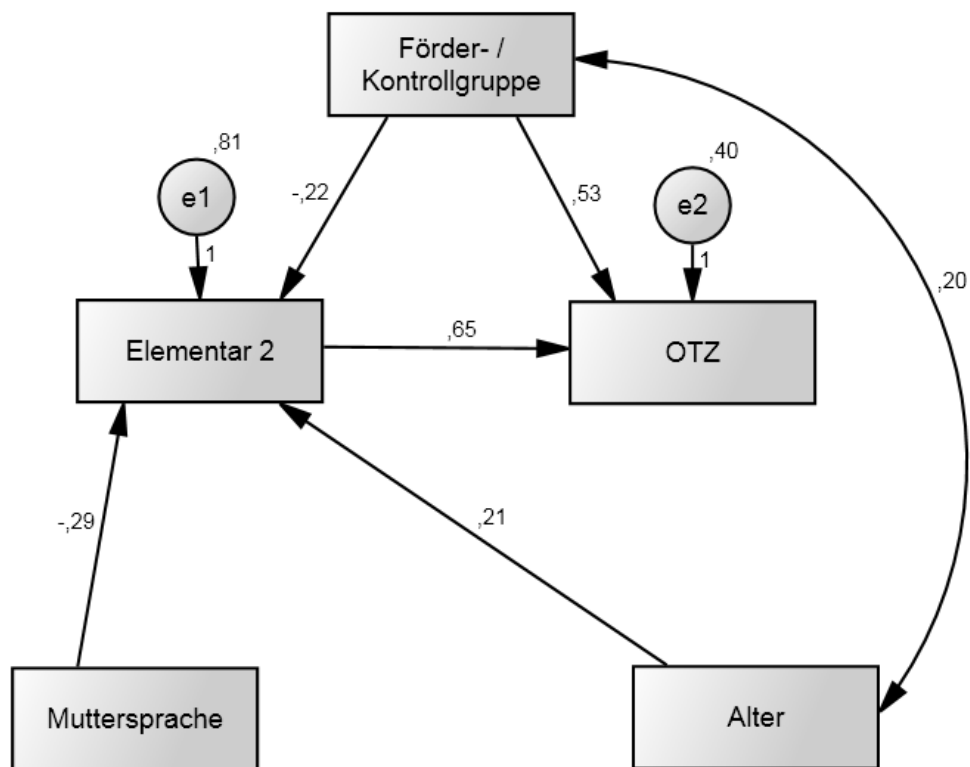 Förder- /
Kontrollgruppe
,81
,40
e1
e2
-,22
,53
1
1
,20
Elementar 2
,65
OTZ
-,29
,21
Muttersprache
Alter